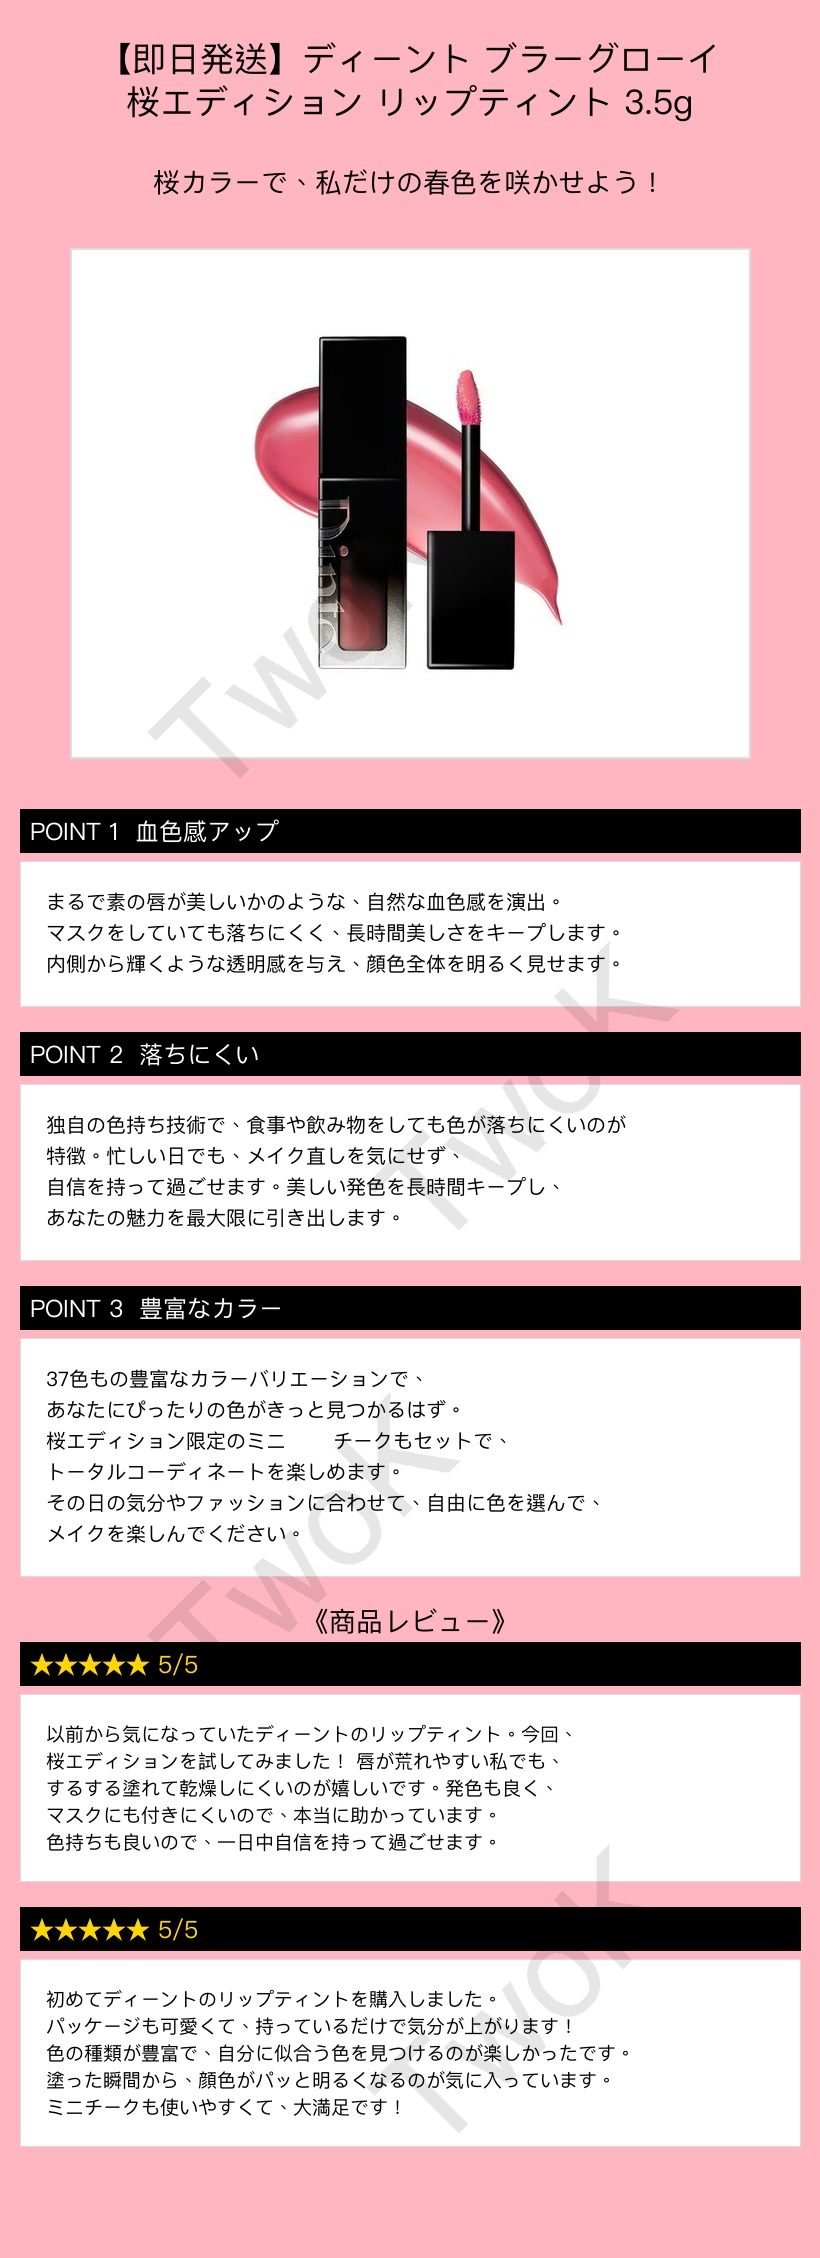 【即日発送】ディーント ブラーグローイ
桜エディション リップティント 3.5g
桜カラーで、私だけの春色を咲かせよう！
Dinto
TwoK
POINT 1 血色感アップ
まるで素の唇が美しいかのような、自然な血色感を演出。
マスクをしていても落ちにくく、長時間美しさをキープします。
内側から輝くような透明感を与え、顔色全体を明るく見せます。
TwoK
POINT 2 落ちにくい
独自の色持ち技術で、食事や飲み物をしても色が落ちにくいのが
特徴。忙しい日でも、メイク直しを気にせず、
自信を持って過ごせます。美しい発色を長時間キープし、
あなたの魅力を最大限に引き出します。
POINT 3 豊富なカラー
37色もの豊富なカラーバリエーションで、
あなたにぴったりの色がきっと見つかるはず。
桜エディション限定のミニ　　チークもセットで、
トータルコーディネートを楽しめます。
その日の気分やファッションに合わせて、自由に色を選んで、
メイクを楽しんでください。
TwoK
《商品レビュー》
★★★★★ 5/5
以前から気になっていたディーントのリップティント。今回、
桜エディションを試してみました！ 唇が荒れやすい私でも、
するする塗れて乾燥しにくいのが嬉しいです。発色も良く、
マスクにも付きにくいので、本当に助かっています。
色持ちも良いので、一日中自信を持って過ごせます。
★★★★★ 5/5
初めてディーントのリップティントを購入しました。
パッケージも可愛くて、持っているだけで気分が上がります！
色の種類が豊富で、自分に似合う色を見つけるのが楽しかったです。
塗った瞬間から、顔色がパッと明るくなるのが気に入っています。
ミニチークも使いやすくて、大満足です！
TwoK